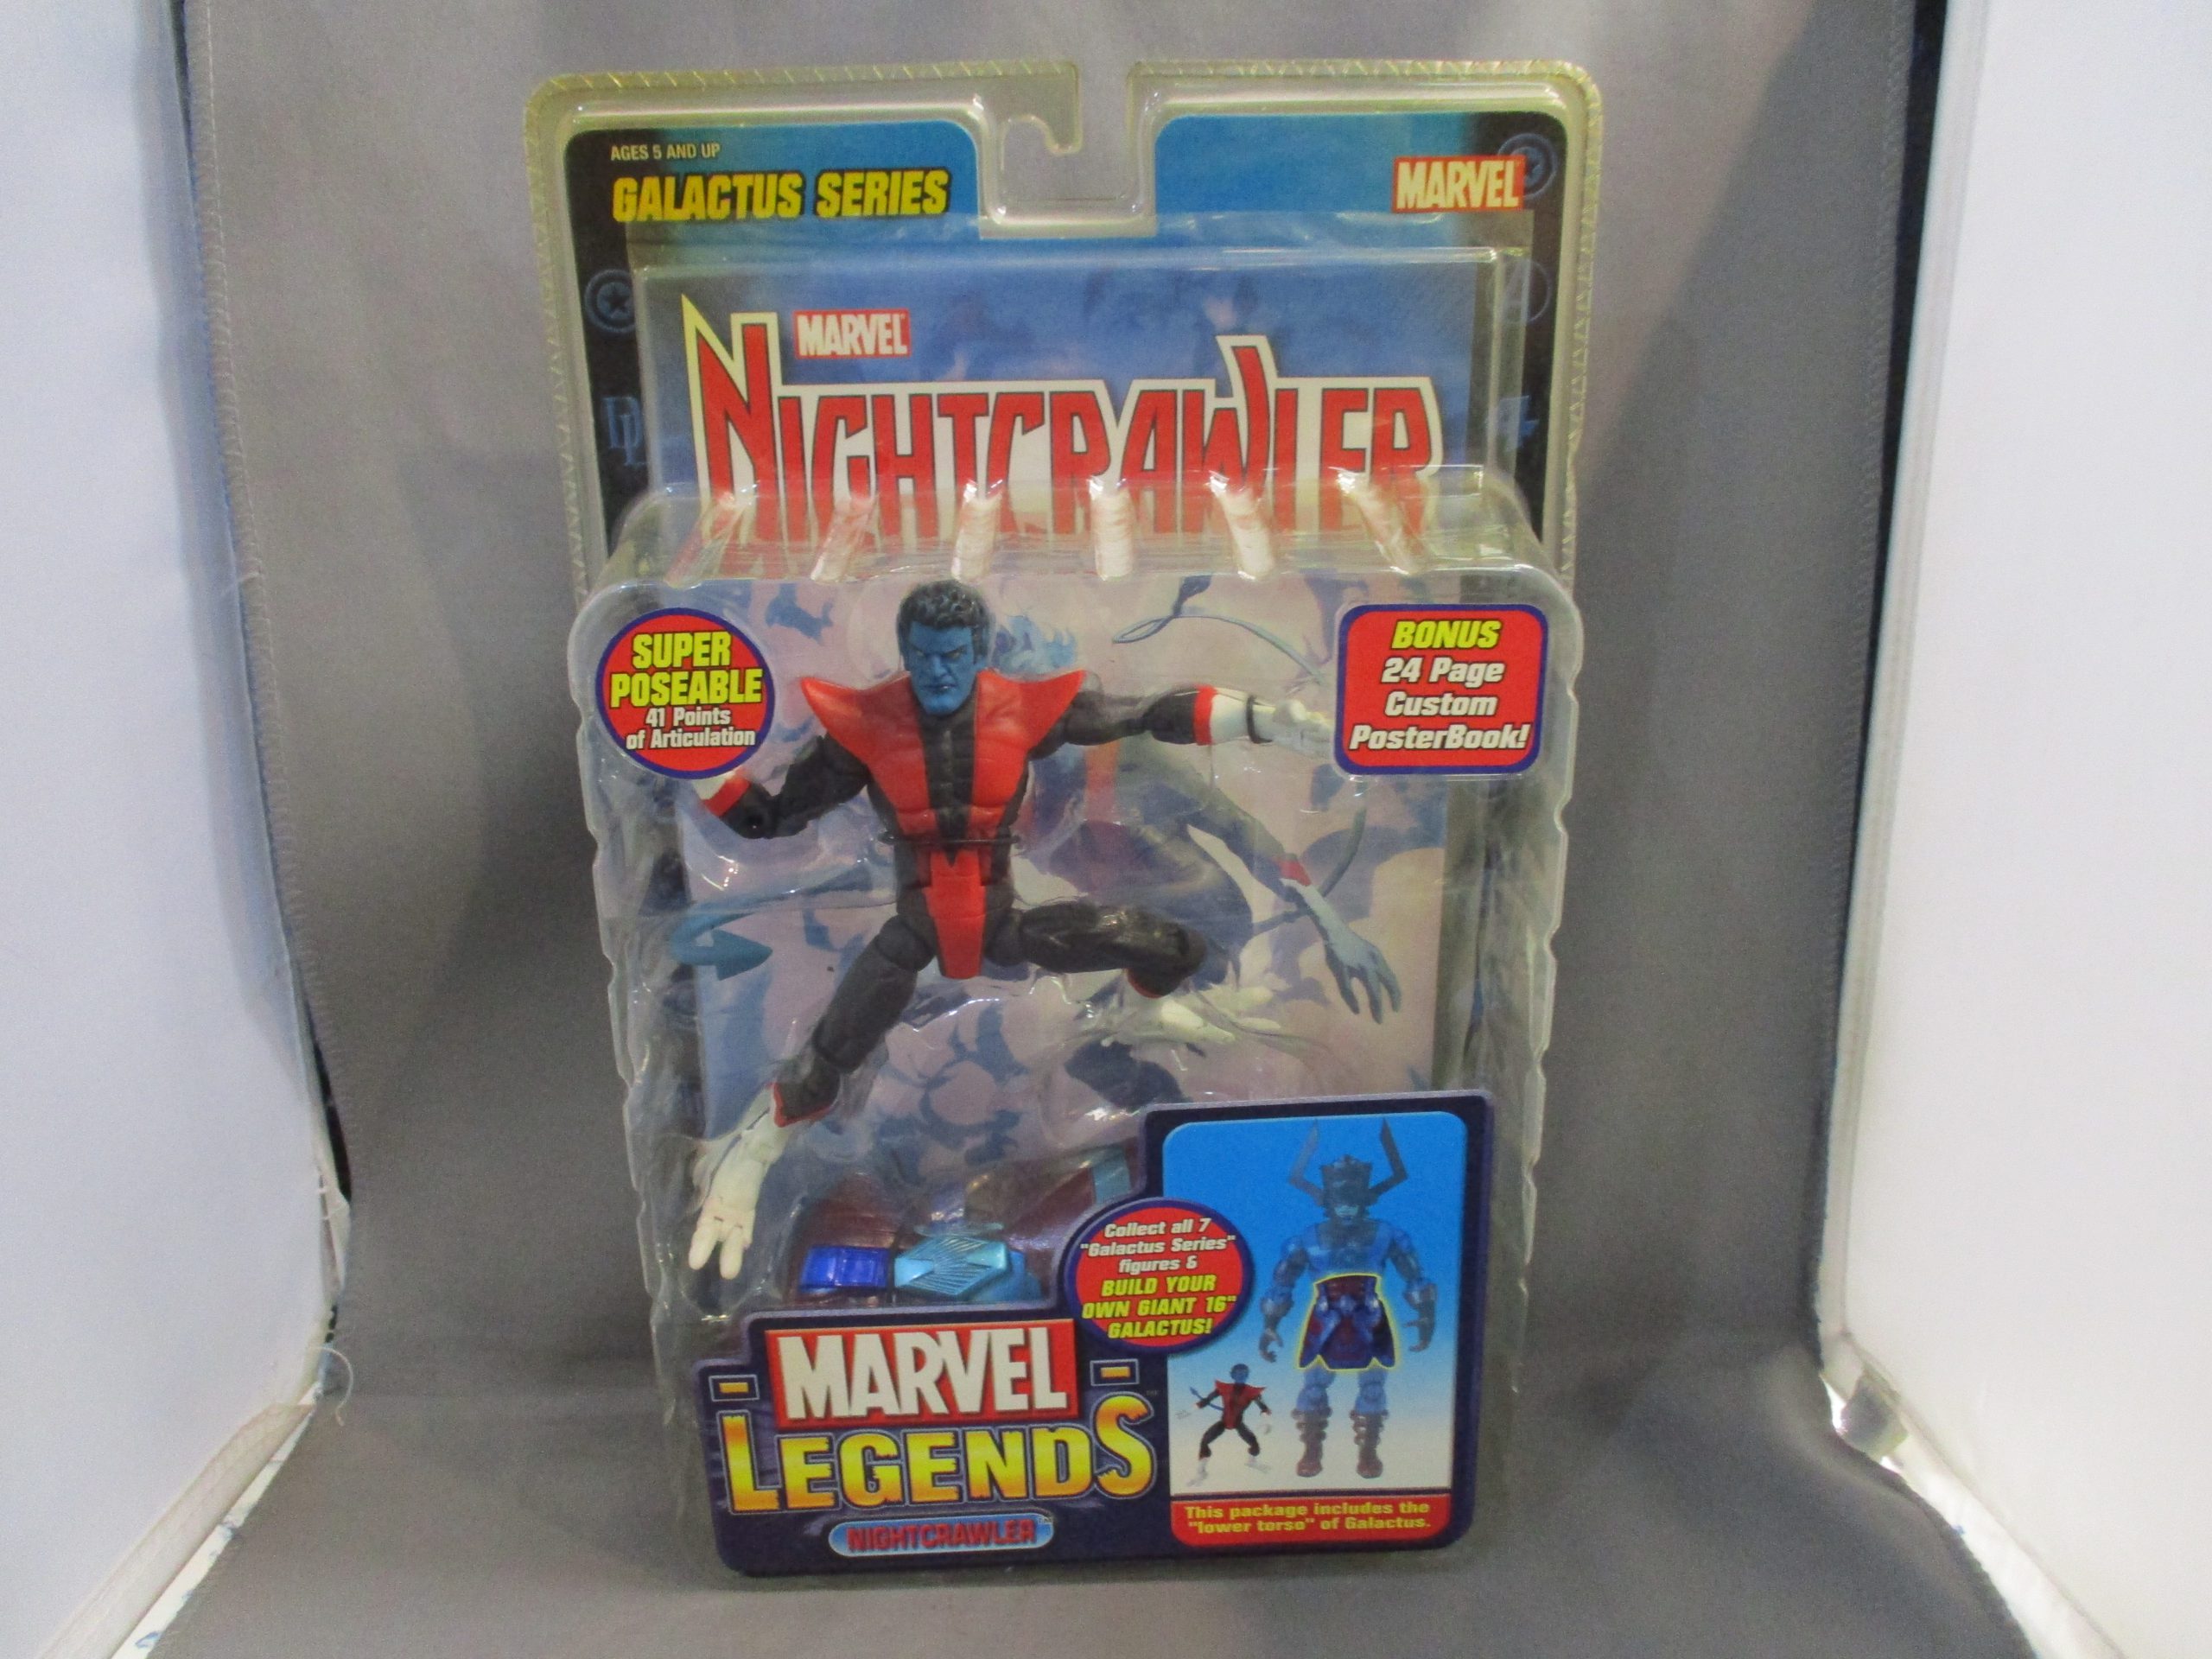 AGES 5 AND UP
GALACTUS SERIES
MARVEL
MARVEL
NIGHTCRAWLER
SUPER
POSEABLE
41 Points
of Articulation
BONUS
24 Page
Custom
PosterBook!
Collect all 7
"Galactus Series"
figures &
BUILD YOUR
OWN GIANT 16"
GALACTUS!
MARVEL
LEGENDS
NIGHTCRAWLER
This package includes the
"lower torso" of Galactus.